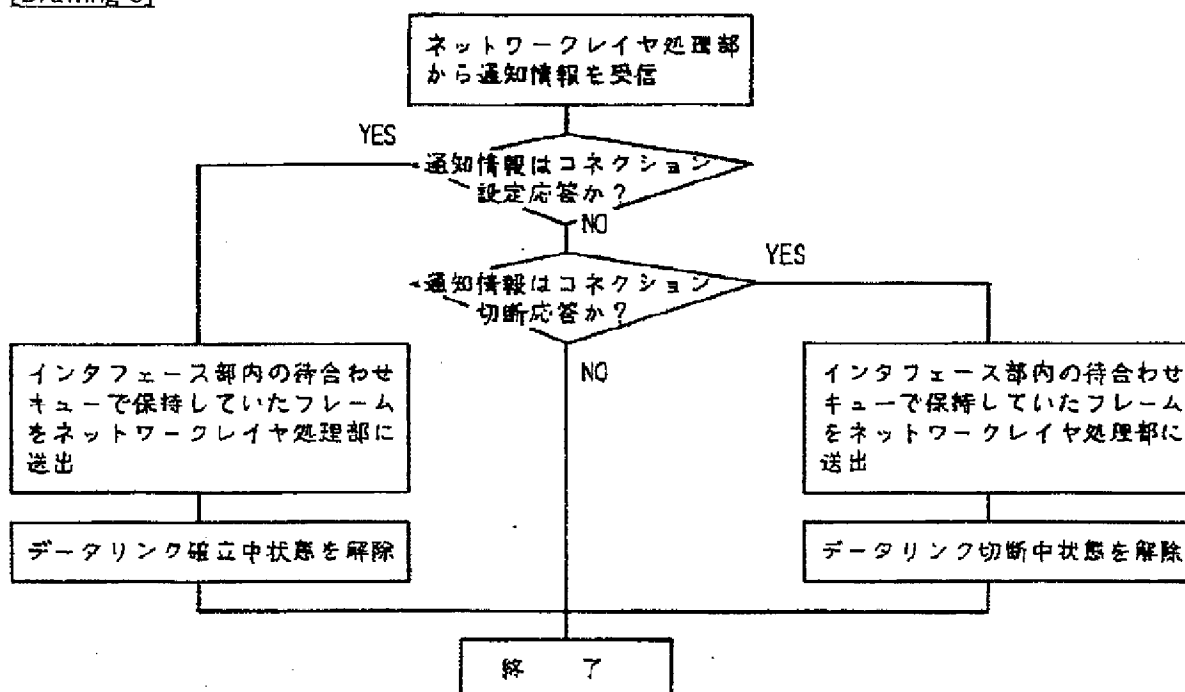 ネットワークレイヤ処理部
から通知情報を受信
YES
通知情報はコネクション
設定応答か?
NO
YES
通知情報はコネクション
切断応答か?
NO
インタフェース部内の待合わせ
キューで保持していたフレーム
をネットワークレイヤ処理部に
送出
インタフェース部内の待合わせ
キューで保持していたフレーム
をネットワークレイヤ処理部に
送出
データリンク確立中状態を解除
データリンク切断中状態を解除
終 了